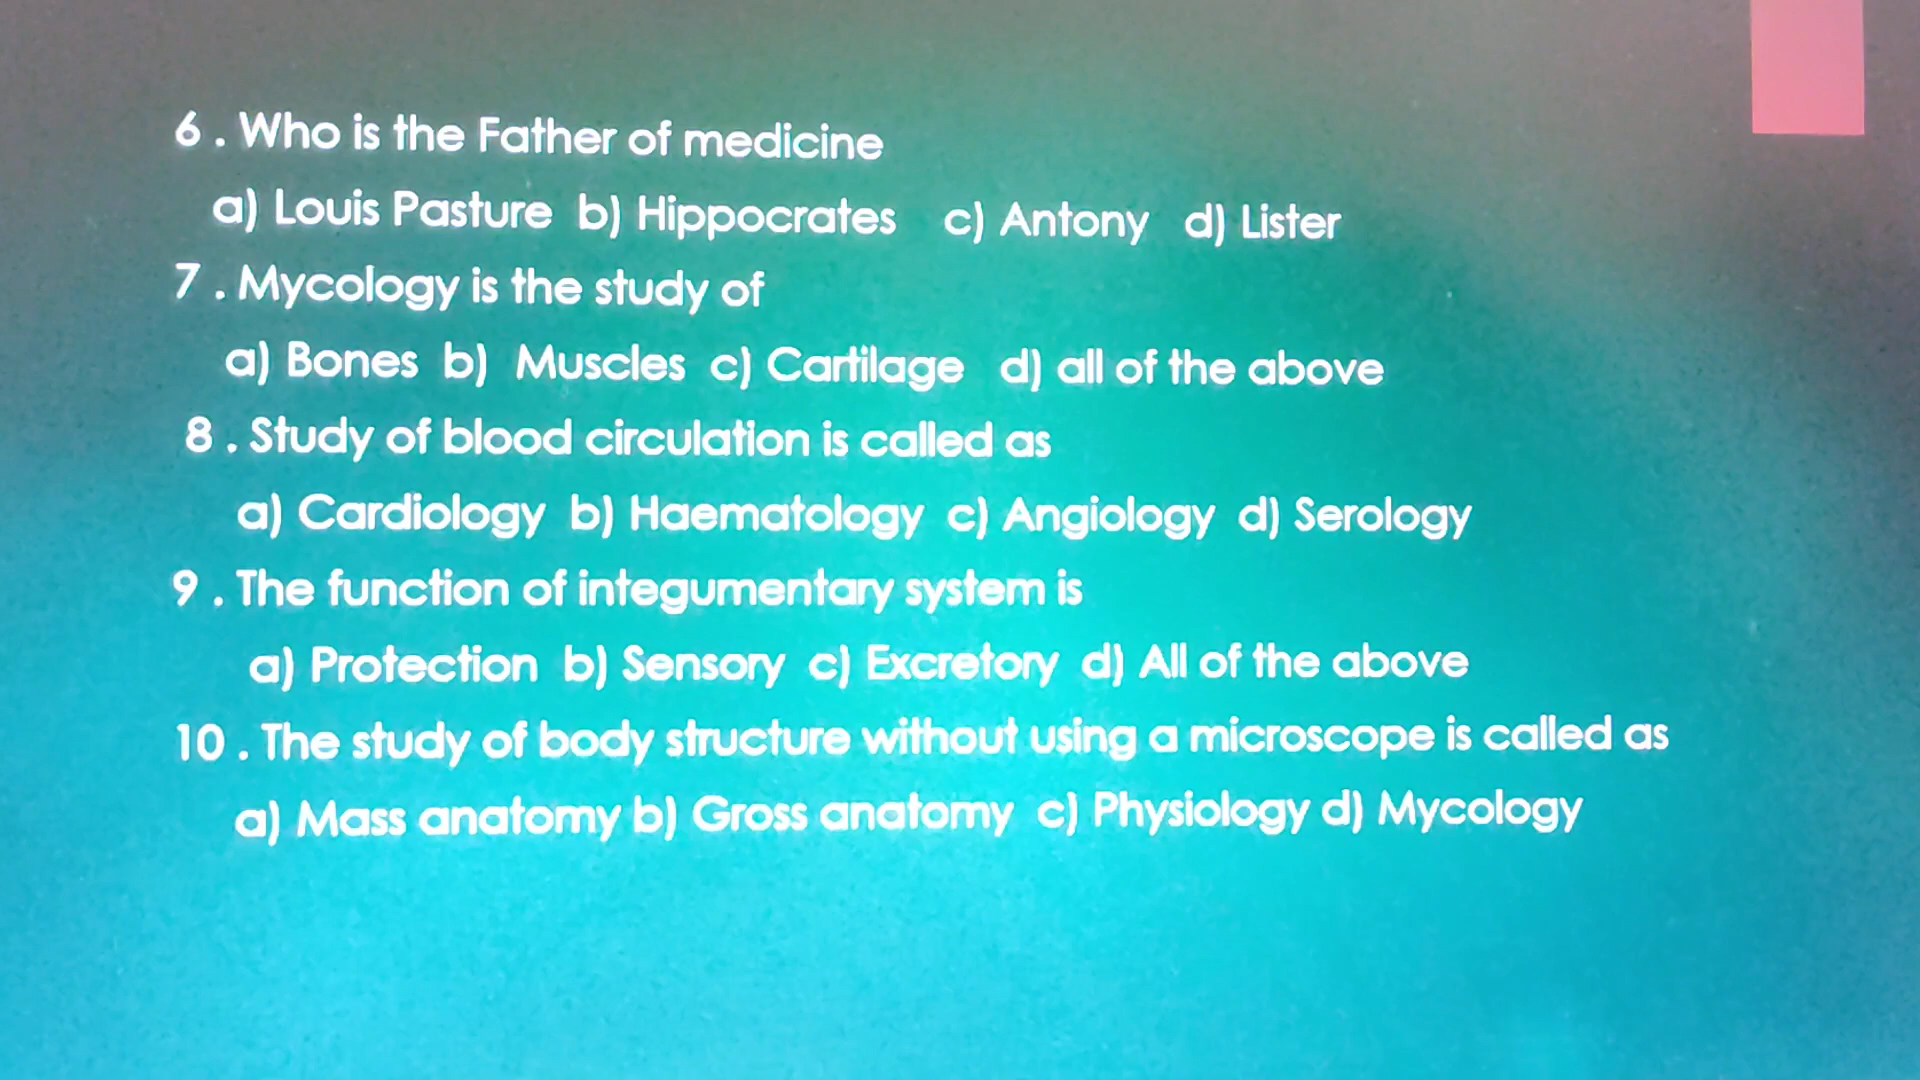 6 . Who is the Father of medicine
a) Louis Pasture b) Hippocrates c) Antony d) Lister
7 . Mycology is the study of
a) Bones b) Muscles c) Cartilage d) all of the above
8 . Study of blood circulation is called as
a) Cardiology b) Haematology c) Angiology d) Serology
9 . The function of integumentary system is
a) Protection b) Sensory c) Excretory d) All of the above
10 . The study of body structure without using a microscope is called as
a) Mass anatomy b) Gross anatomy c) Physiology d) Mycology